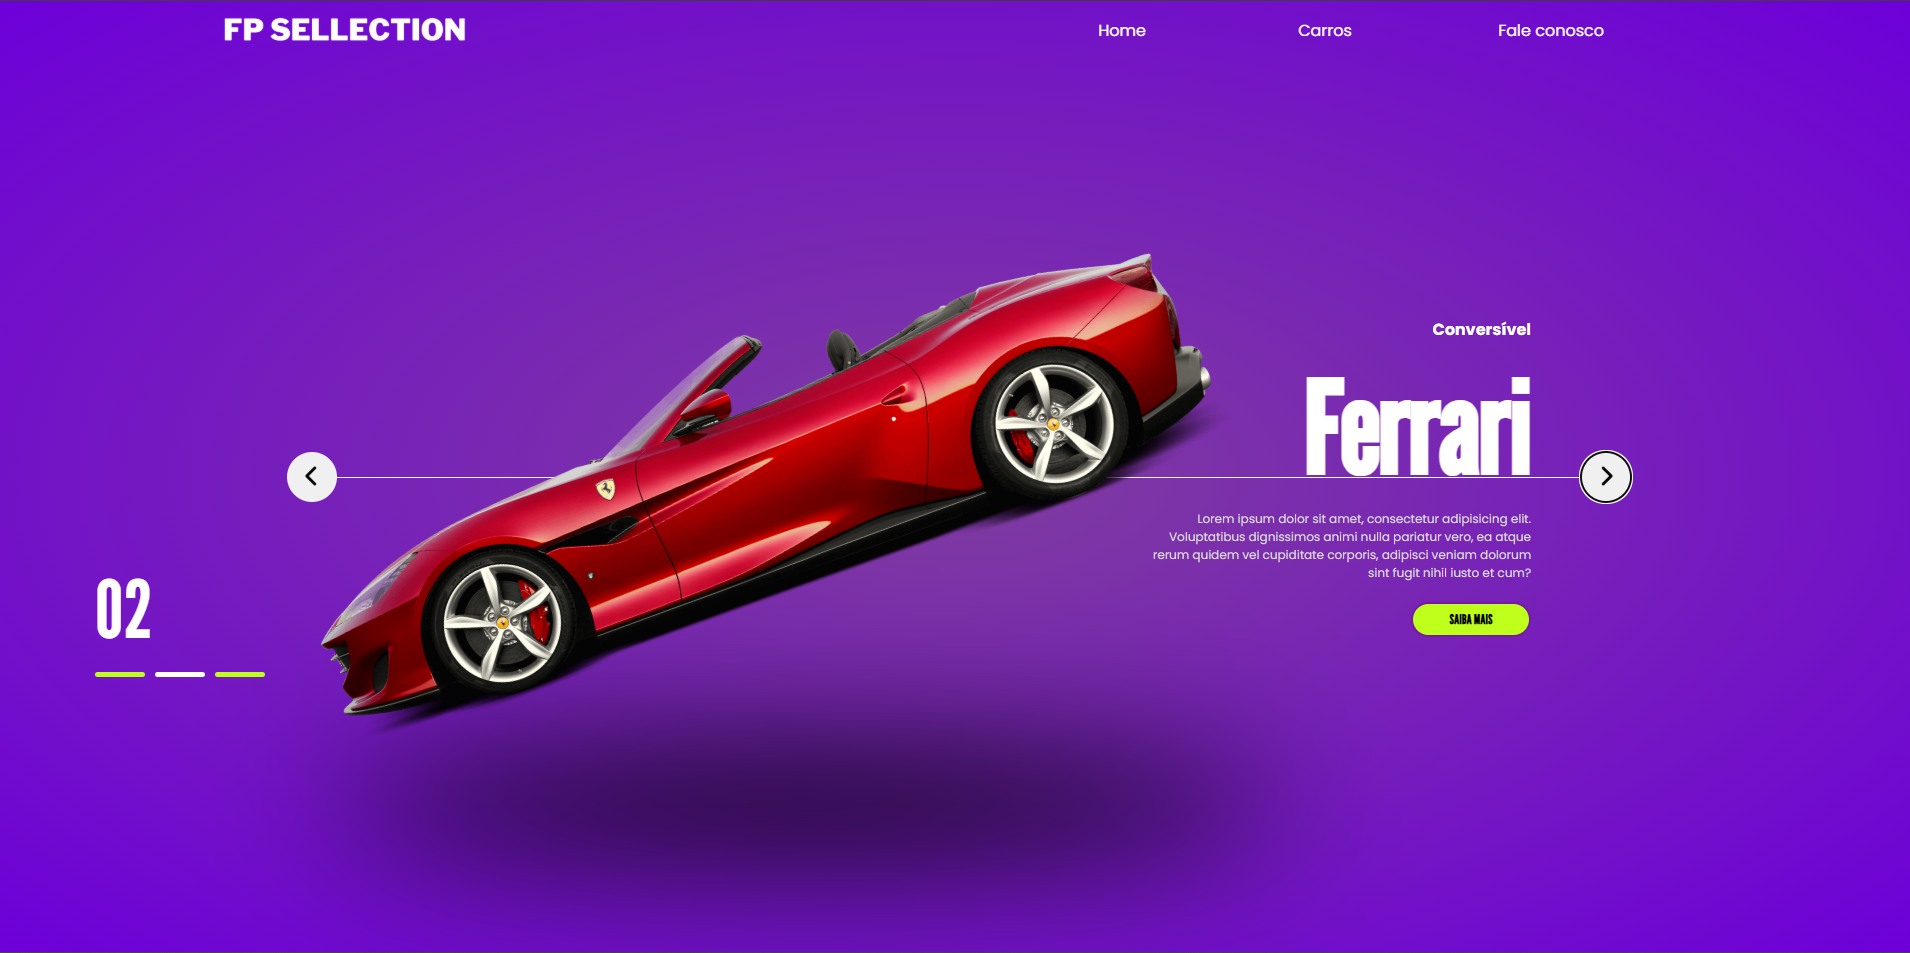 FP SELLECTION
Home
Carros
Fale conosco
Conversível
Ferrari
Lorem ipsum dolor sit amet, consectetur adipisicing elit.
Voluptatibus dignissimos animi nulla pariatur vero, ea atque
rerum quidem vel cupiditate corporis, adipisci veniam dolorum
sint fugit nihil iusto et cum?
SAIBA MAIS
02